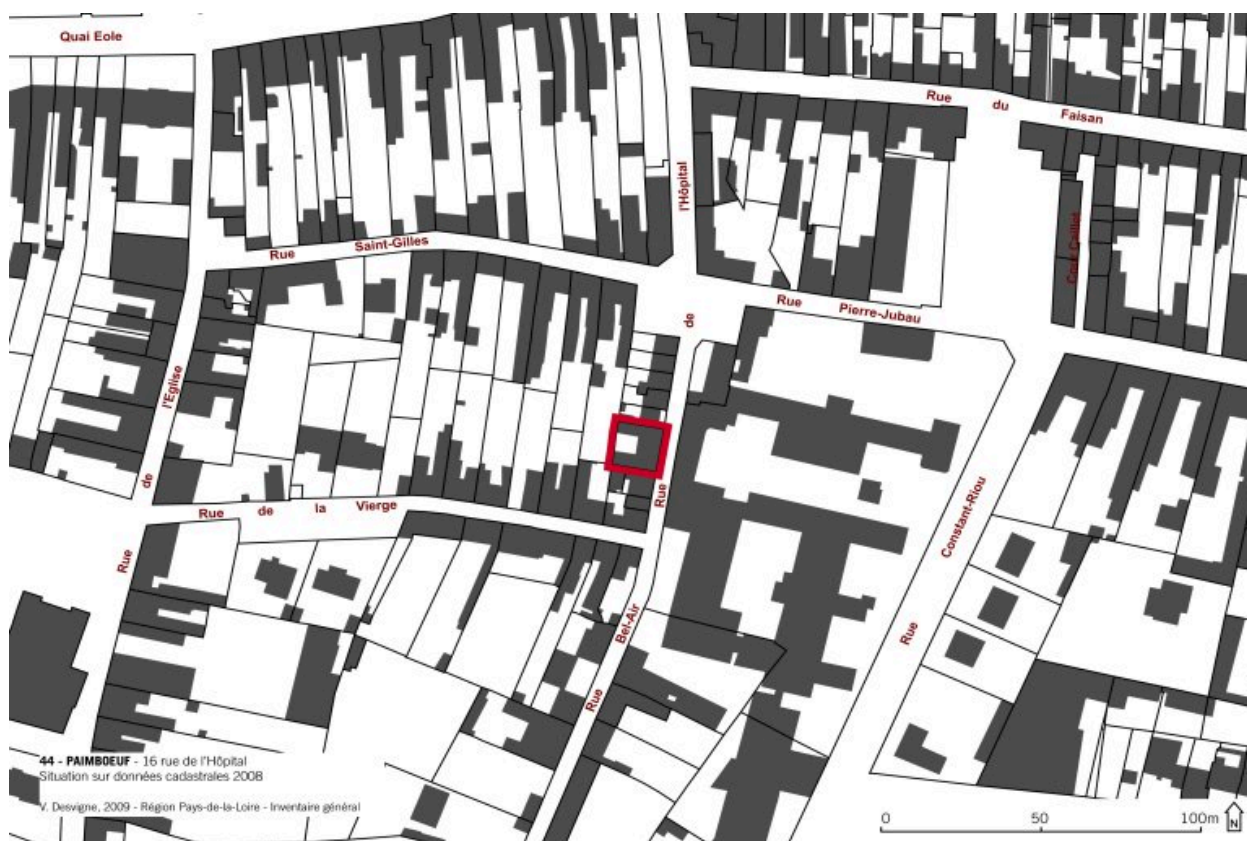 Quai Eole
Rue du Faisan
l'Hôpital
Rue Saint-Gilles
Cour Caillet
Rue Pierre-Jubau
de
l'Eglise
de
Rue
Rue de la Vierge
Rue
Constant-Riou
Rue
Bel-Air
Rue
44 - PAIMBOEUF - 16 rue de l'Hôpital
Situation sur données cadastrales 2008
V. Desvigne, 2009 - Région Pays-de-la-Loire - Inventaire général
0 50 100m
N